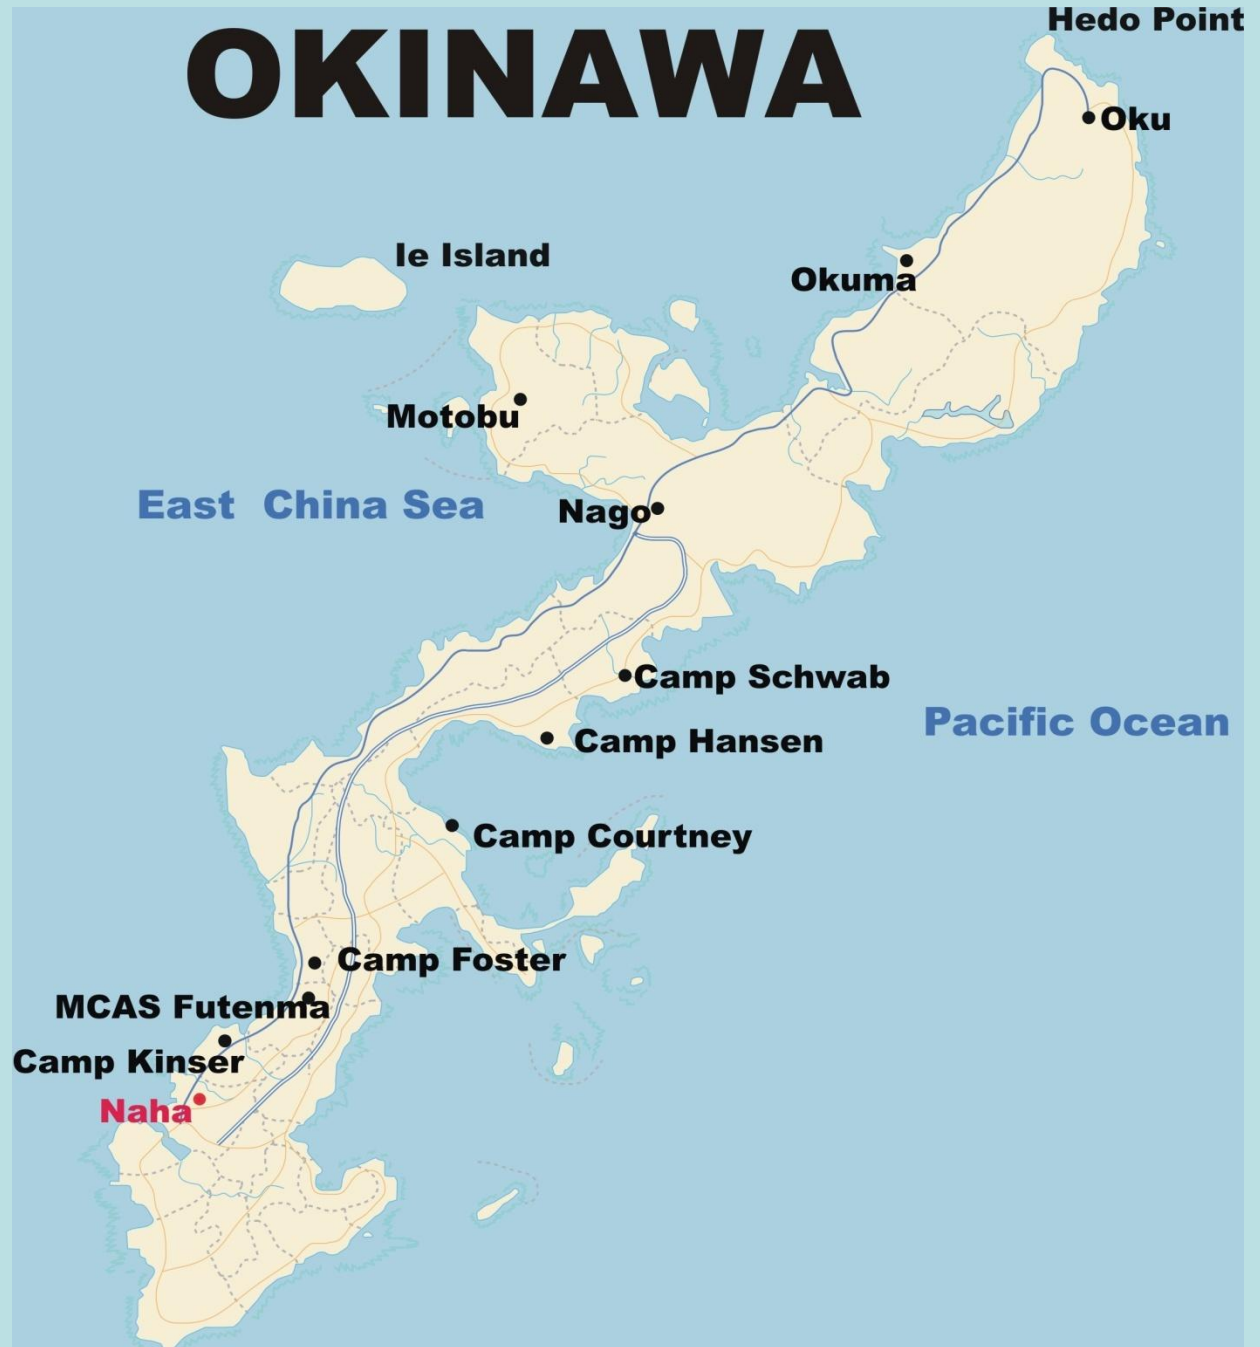 Hedo Point
OKINAWA
Oku
Ie Island
Okuma
Motobu
East China Sea
Nago
Camp Schwab
Pacific Ocean
Camp Hansen
Camp Courtney
Camp Foster
MCAS Futenma
Camp Kinser
Naha